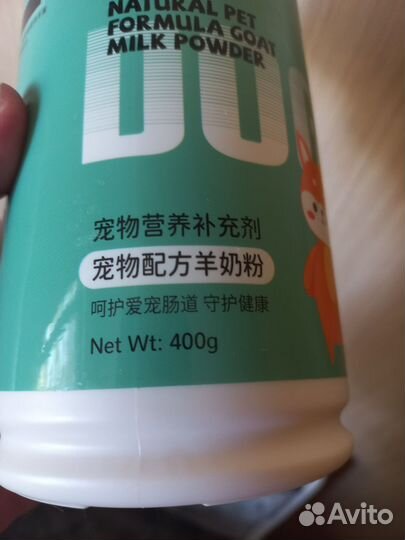 NATURAL PET
FORMULA GOAT
MILK POWDER
宠物营养补充剂
宠物配方羊奶粉
呵护爱宠肠道 守护健康
Net Wt: 400g
Avito